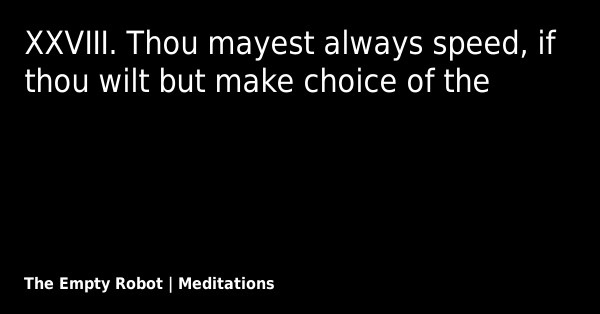 XXVIII. Thou mayest always speed, if
thou wilt but make choice of the
The Empty Robot | Meditations